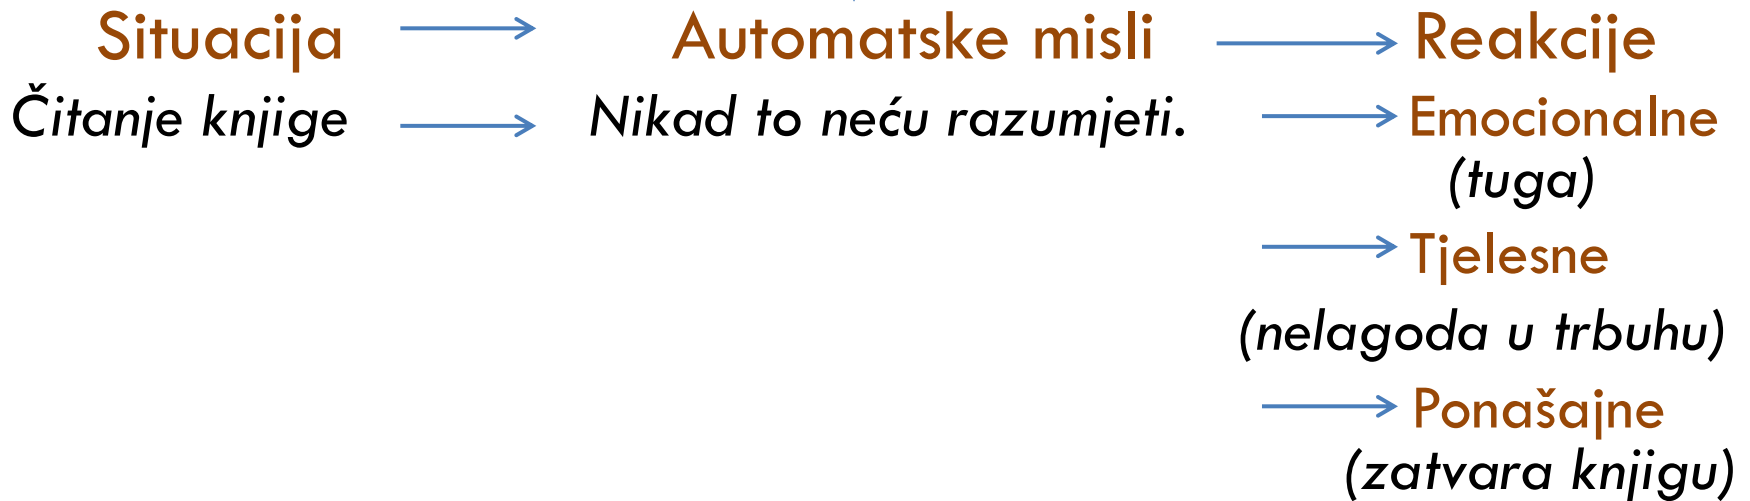 Situacija Automatske misli Reakcije
Čitanje knjige Nikad to neću razumjeti. Emocionalne
(tuga)
Tjelesne
(nelagoda u trbuhu)
Ponašajne
(zatvara knjigu)